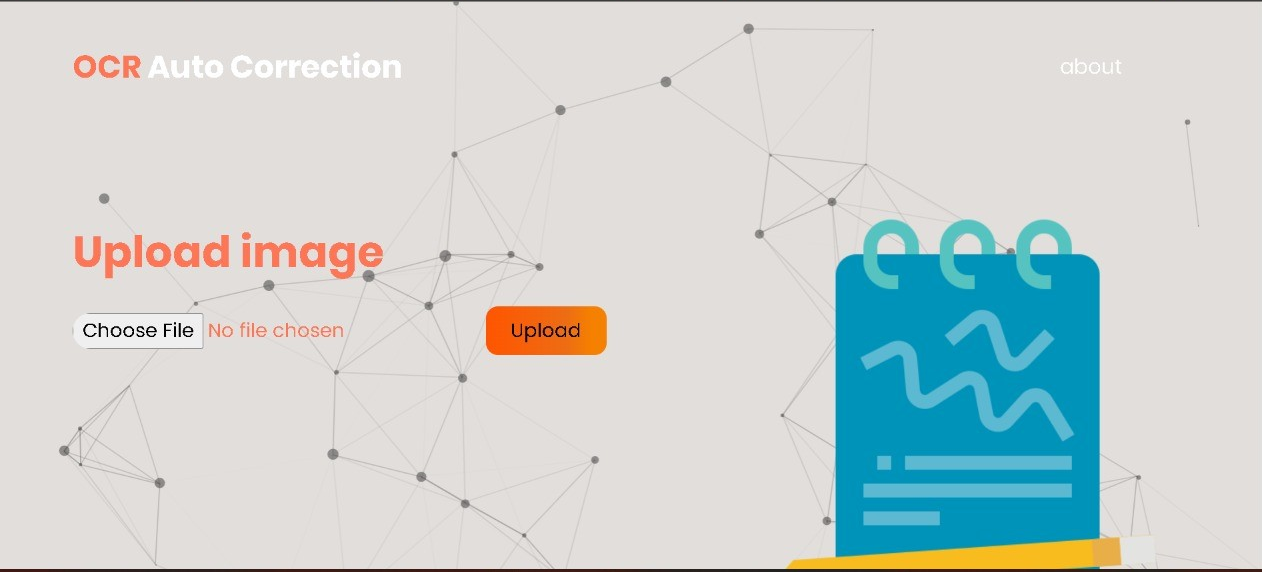 OCR Auto Correction
about
Upload image
Choose File No file chosen
Upload